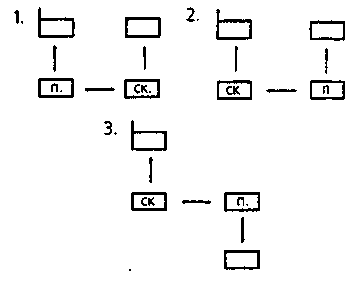 1.
п. ск.
2.
ск п
3.
ск п.